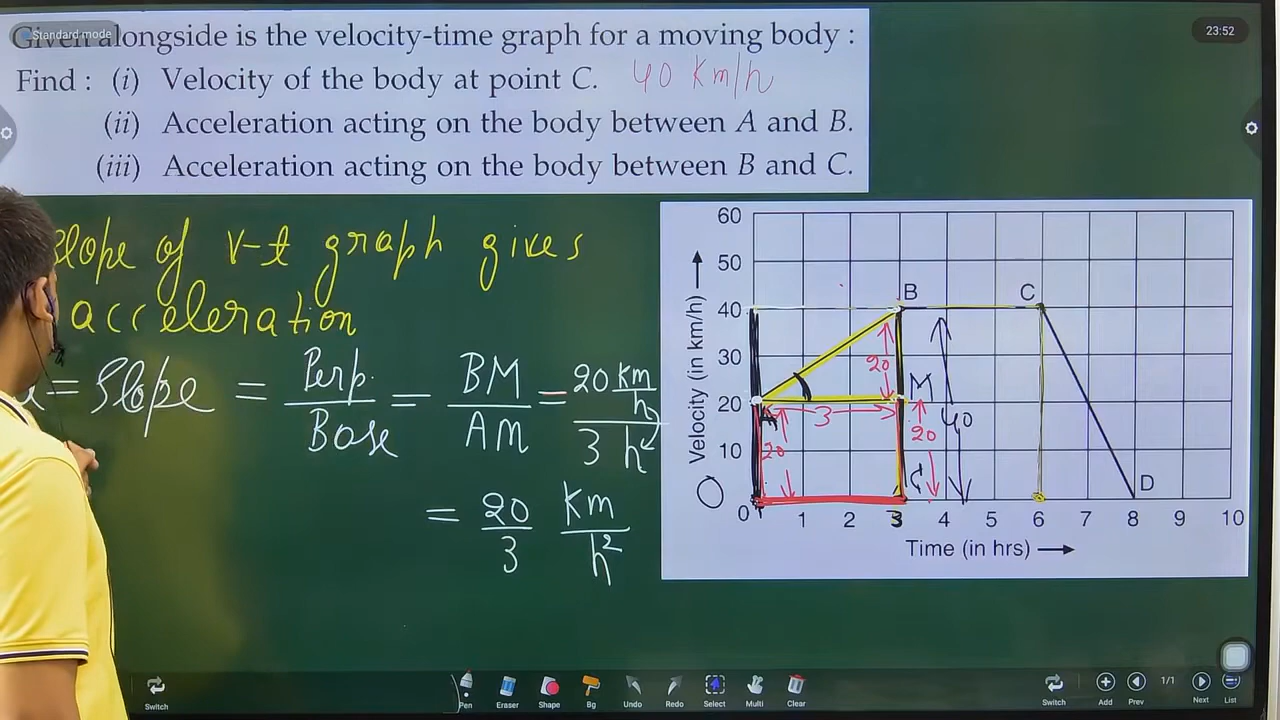 Standard mode
23:52
Given alongside is the velocity-time graph for a moving body :
Find : (i) Velocity of the body at point C. 40 Km/h
(ii) Acceleration acting on the body between A and B.
(iii) Acceleration acting on the body between B and C.
slope of v-t graph gives
acceleration
= Slope = Perp. / Base = BM / AM = 20 Km/h / 3 h
= 20/3 Km/h²
60
50
40
30
20
10
0
Velocity (in km/h)
B
C
M
D
20
3
40
20
20
O
1 2 3 4 5 6 7 8 9 10
Time (in hrs)
Switch
Pen
Eraser
Shape
Bg
Undo
Redo
Select
Multi
Clear
Switch
Add
Prev
1/1
Next
List